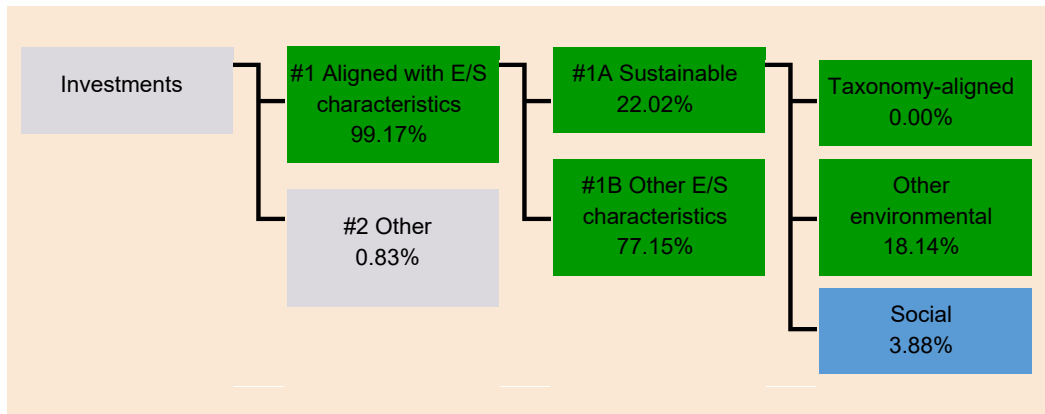 Investments
#1 Aligned with E/S
characteristics
99.17%
#2 Other
0.83%
#1A Sustainable
22.02%
#1B Other E/S
characteristics
77.15%
Taxonomy-aligned
0.00%
Other
environmental
18.14%
Social
3.88%